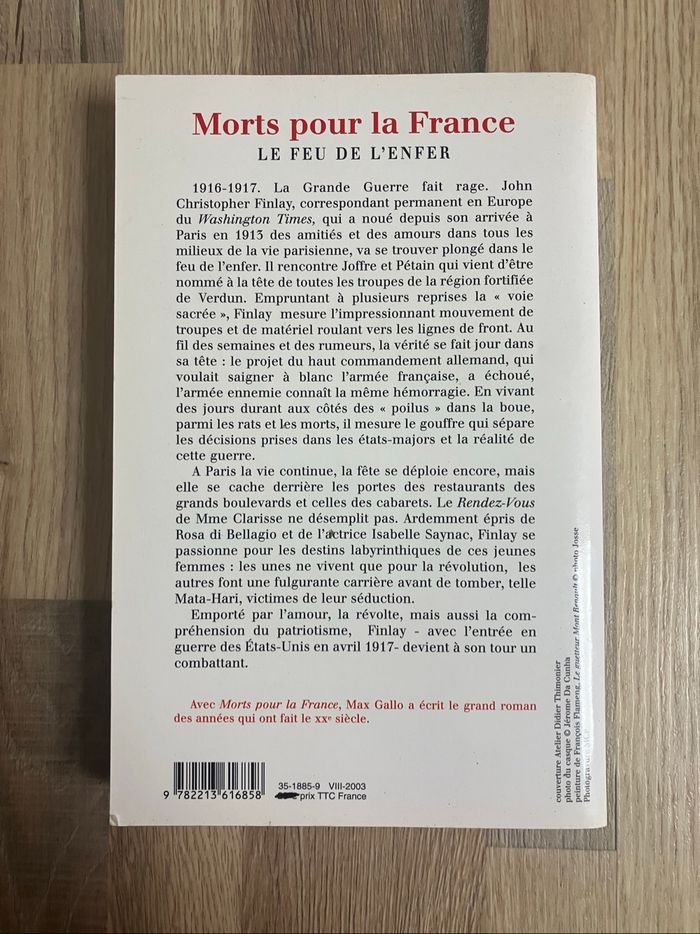 Morts pour la France
LE FEU DE L'ENFER
1916-1917. La Grande Guerre fait rage. John
Christopher Finlay, correspondant permanent en Europe
du Washington Times, qui a noué depuis son arrivée à
Paris en 1913 des amitiés et des amours dans tous les
milieux de la vie parisienne, va se trouver plongé dans le
feu de l'enfer. Il rencontre Joffre et Pétain qui vient d'être
nommé à la tête de toutes les troupes de la région fortifiée
de Verdun. Empruntant à plusieurs reprises la « voie
sacrée », Finlay mesure l'impressionnant mouvement de
troupes et de matériel roulant vers les lignes de front. Au
fil des semaines et des rumeurs, la vérité se fait jour dans
sa tête : le projet du haut commandement allemand, qui
voulait saigner à blanc l'armée française, a échoué,
l'armée ennemie connaît la même hémorragie. En vivant
des jours durant aux côtés des « poilus » dans la boue,
parmi les rats et les morts, il mesure le gouffre qui sépare
les décisions prises dans les états-majors et la réalité de
cette guerre.
A Paris la vie continue, la fête se déploie encore, mais
elle se cache derrière les portes des restaurants des
grands boulevards et celles des cabarets. Le Rendez-Vous
de Mme Clarisse ne désemplit pas. Ardemment épris de
Rosa di Bellagio et de l'actrice Isabelle Saynac, Finlay se
passionne pour les destins labyrinthiques de ces jeunes
femmes : les unes ne vivent que pour la révolution, les
autres font une fulgurante carrière avant de tomber, telle
Mata-Hari, victimes de leur séduction.
Emporté par l'amour, la révolte, mais aussi la com-
préhension du patriotisme, Finlay - avec l'entrée en
guerre des États-Unis en avril 1917- devient à son tour un
combattant.
Avec Morts pour la France, Max Gallo a écrit le grand roman
des années qui ont fait le XXe siècle.
9 782213 616858
35-1885-9 VIII-2003
prix TTC France
couverture Atelier Didier Thimonier
photo du casque © Jérome Da Cunha
peinture de François Flameng, Le guetteur Mont Renault © photo Josse